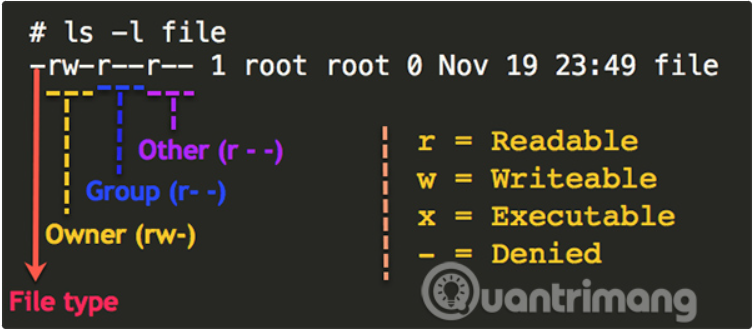 # ls -l file
-rw-r--r-- 1 root root 0 Nov 19 23:49 file
Other (r - -)
Group (r- -)
Owner (rw-)
File type
r = Readable
w = Writeable
x = Executable
- = Denied
Quantrimang